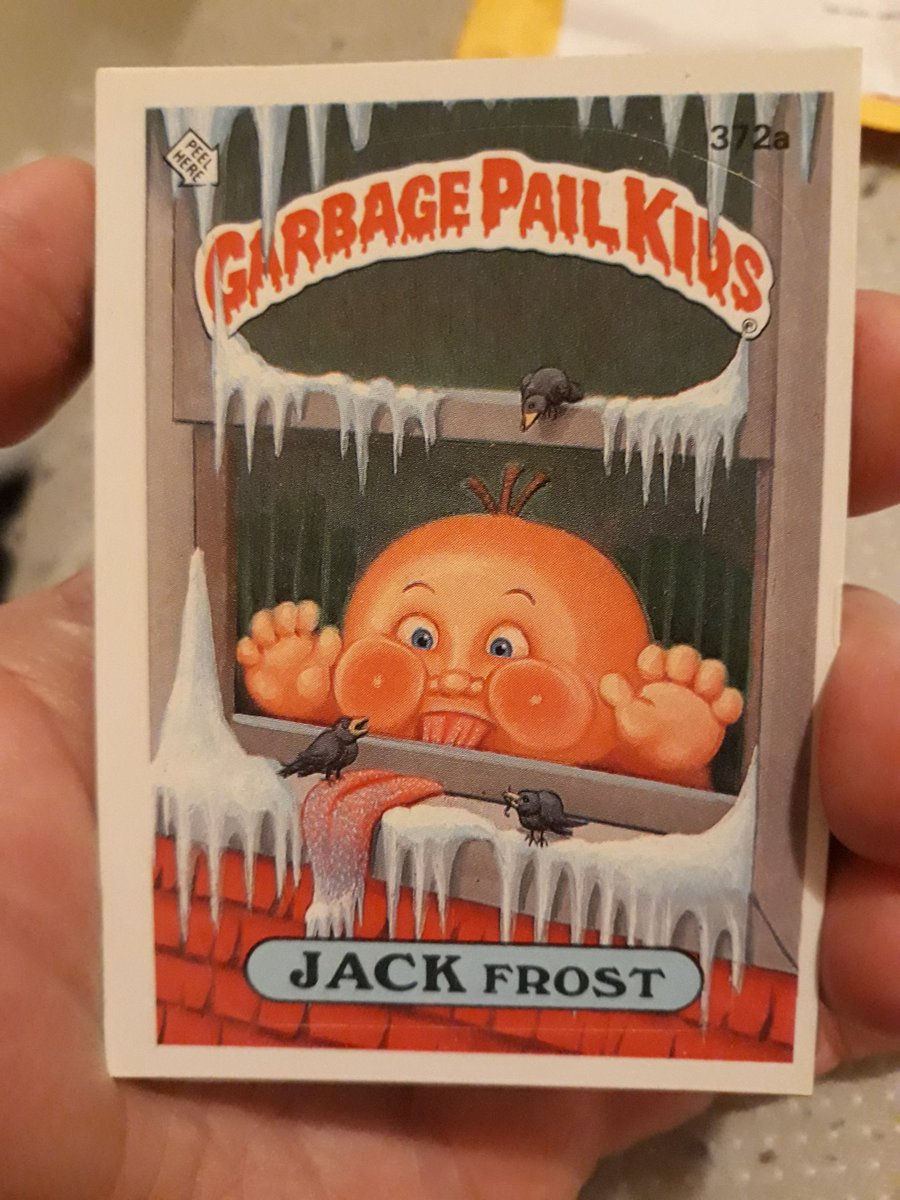 372a
PEEL
HERE
GARBAGE PAIL KIDS
®
JACK FROST